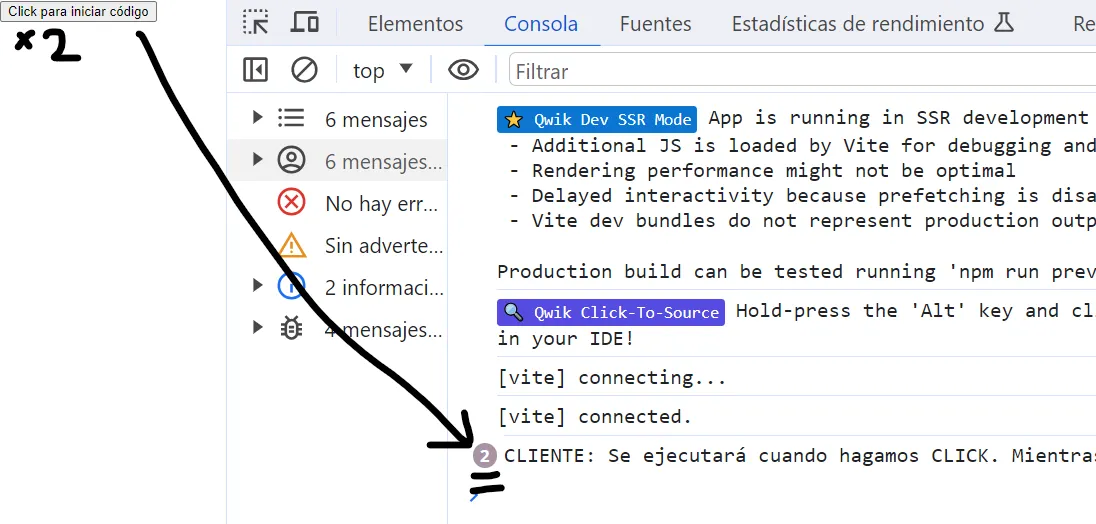 Click para iniciar código
×2
Elementos Consola Fuentes Estadísticas de rendimiento Re
top Filtrar
6 mensajes
6 mensajes...
No hay err...
Sin adverte...
2 informaci...
4 mensajes...
Qwik Dev SSR Mode App is running in SSR development
- Additional JS is loaded by Vite for debugging and
- Rendering performance might not be optimal
- Delayed interactivity because prefetching is disa
- Vite dev bundles do not represent production outp
Production build can be tested running 'npm run prev
Qwik Click-To-Source Hold-press the 'Alt' key and cli
in your IDE!
[vite] connecting...
[vite] connected.
2 CLIENTE: Se ejecutará cuando hagamos CLICK. Mientras